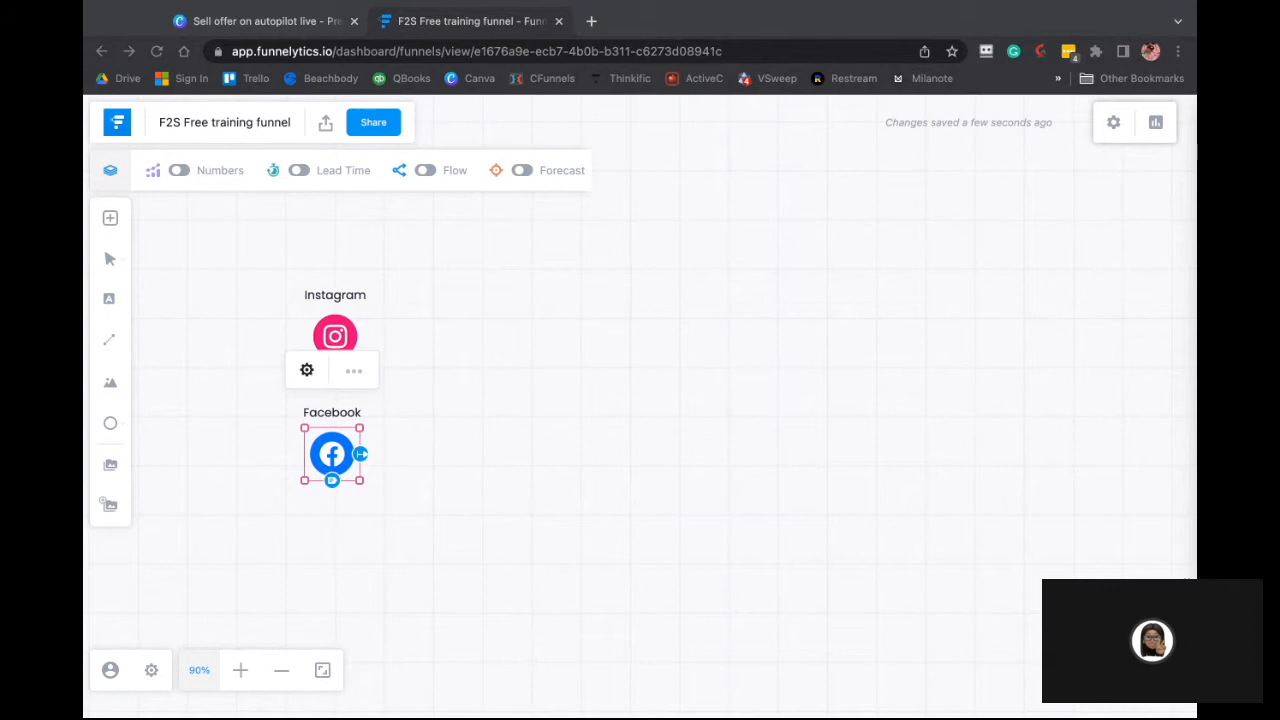 Sell offer on autopilot live - Pre
F2S Free training funnel - Funn
app.funnelytics.io/dashboard/funnels/view/e1676a9e-ecb7-4b0b-b311-c6273d08941c
4
Drive
Sign In
Trello
Beachbody
QBooks
Canva
CFunnels
Thinkific
ActiveC
VSweep
Restream
Milanote
»
Other Bookmarks
F2S Free training funnel
Share
Changes saved a few seconds ago
Numbers
Lead Time
Flow
Forecast
Instagram
Facebook
90%